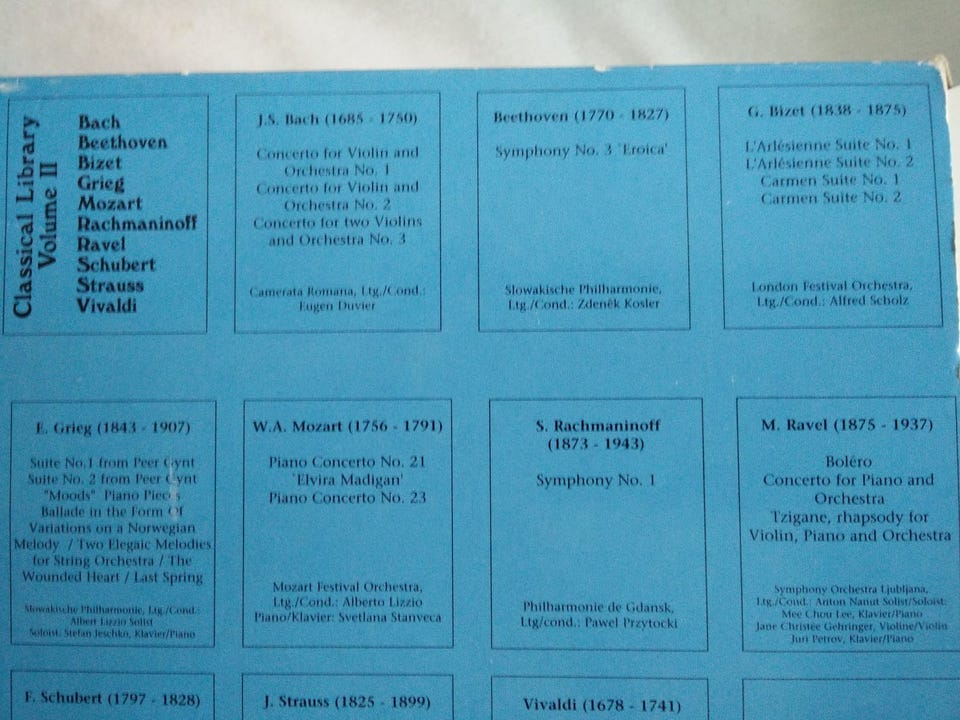 Classical Library
Volume II
Bach
Beethoven
Bizet
Grieg
Mozart
Rachmaninoff
Ravel
Schubert
Strauss
Vivaldi
J.S. Bach (1685 - 1750)
Concerto for Violin and
Orchestra No. 1
Concerto for Violin and
Orchestra No. 2
Concerto for two Violins
and Orchestra No. 3
Camerata Romana, Ltg./Cond.:
Eugen Duvier
Beethoven (1770 - 1827)
Symphony No. 3 'Eroica'
Slowakische Philharmonie,
Ltg./Cond.: Zdenêk Kosler
G. Bizet (1838 - 1875)
L'Arlésienne Suite No. 1
L'Arlésienne Suite No. 2
Carmen Suite No. 1
Carmen Suite No. 2
London Festival Orchestra,
Ltg./Cond.: Alfred Scholz
E. Grieg (1843 - 1907)
Suite No.1 from Peer Gynt
Suite No. 2 from Peer Gynt
"Moods" Piano Pieces
Ballade in the Form Of
Variations on a Norwegian
Melody / Two Elegaic Melodies
for String Orchestra / The
Wounded Heart / Last Spring
Slowakische Philharmonie, Ltg./Cond.:
Albert Lizzio Solist
Soloist: Stefan Jeschko, Klavier/Piano
W.A. Mozart (1756 - 1791)
Piano Concerto No. 21
'Elvira Madigan'
Piano Concerto No. 23
Mozart Festival Orchestra,
Ltg./Cond.: Alberto Lizzio
Piano/Klavier: Svetlana Stanveca
S. Rachmaninoff
(1873 - 1943)
Symphony No. 1
Philharmonie de Gdansk,
Ltg/cond.: Pawel Przytocki
M. Ravel (1875 - 1937)
Boléro
Concerto for Piano and
Orchestra
Tzigane, rhapsody for
Violin, Piano and Orchestra
Symphony Orchestra Ljubljana,
Ltg./Cond.: Anton Nanut Solist/Soloist:
Mee Chou Lee, Klavier/Piano
Jane Christee Gehringer, Violine/Violin
Juri Petrov, Klavier/Piano
F. Schubert (1797 - 1828)
J. Strauss (1825 - 1899)
Vivaldi (1678 - 1741)